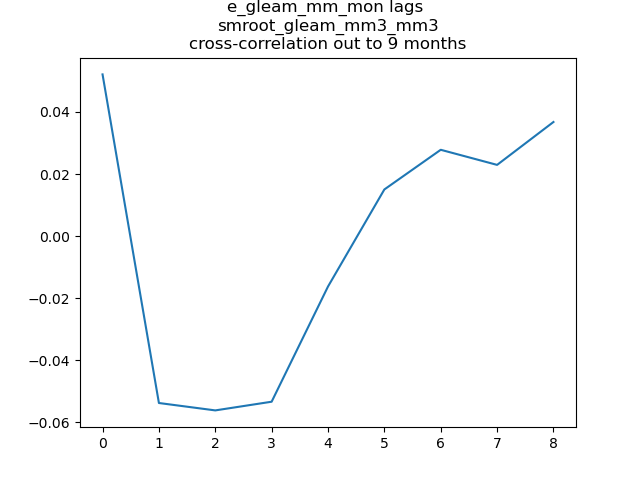 e_gleam_mm_mon lags
smroot_gleam_mm3_mm3
cross-correlation out to 9 months
0.04
0.02
0.00
−0.02
−0.04
−0.06
0 1 2 3 4 5 6 7 8